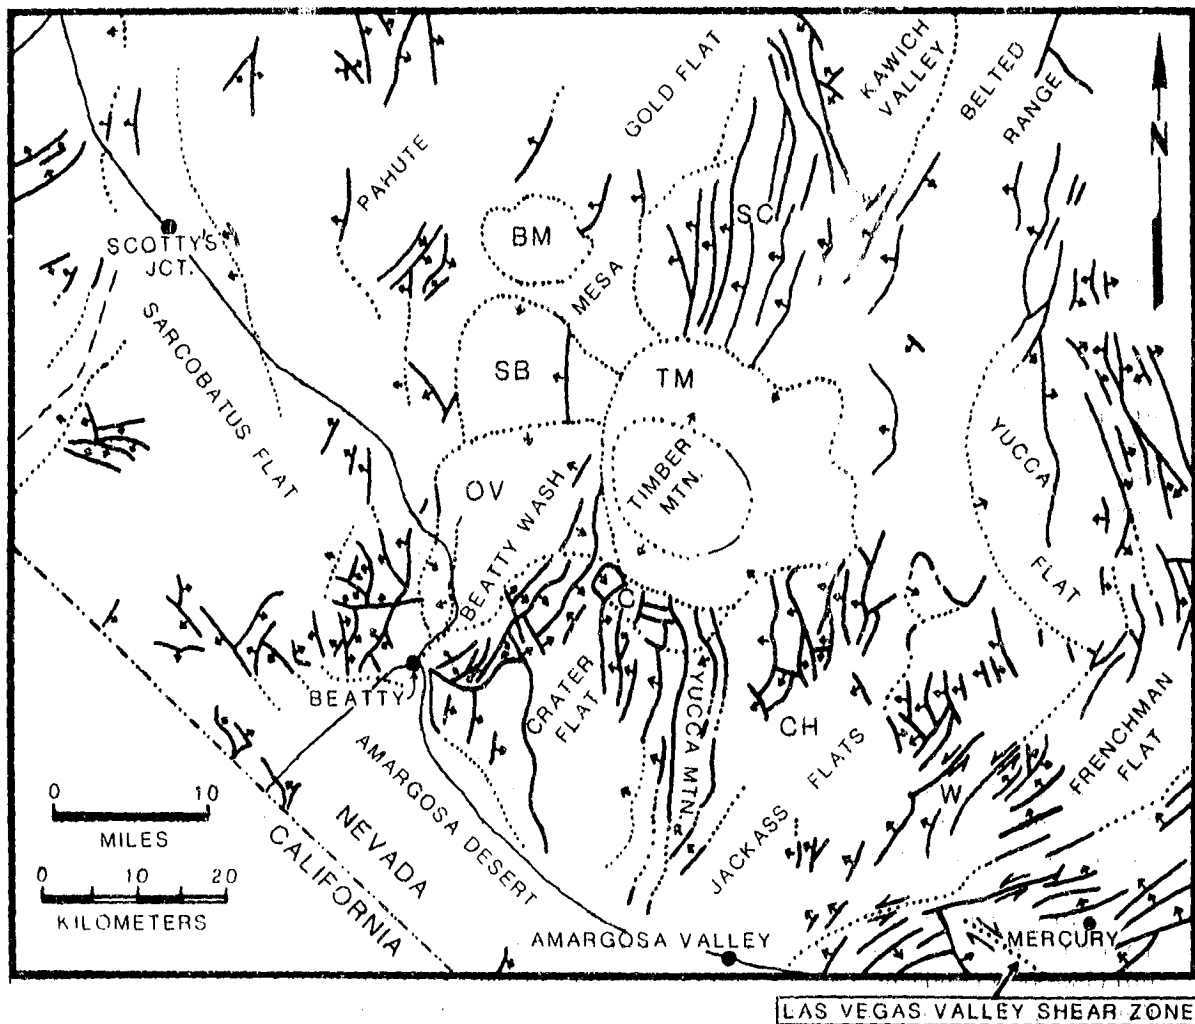 GOLD FLAT
KAWICH
VALLEY
BELTED
RANGE
N
PAHUTE
MESA
SCOTTY'S
JCT.
BM
SC
SARCOBATUS FLAT
SB
TM
TIMBER
MTN.
OV
BEATTY WASH
YUCCA
FLAT
C
BEATTY
CRATER
FLAT
YUCCA MTN.
CH
JACKASS FLATS
W
FRENCHMAN
FLAT
AMARGOSA DESERT
NEVADA
CALIFORNIA
0 10
MILES
0 10 20
KILOMETERS
AMARGOSA VALLEY
MERCURY
LAS VEGAS VALLEY SHEAR ZONE